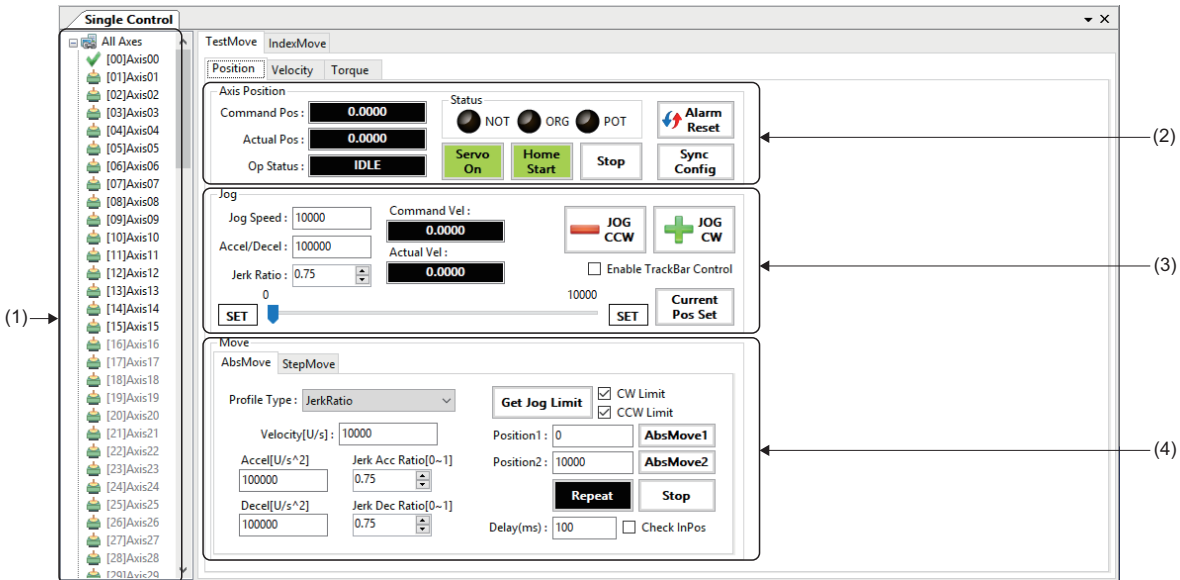 Single Control
All Axes
[00]Axis00
[01]Axis01
[02]Axis02
[03]Axis03
[04]Axis04
[05]Axis05
[06]Axis06
[07]Axis07
[08]Axis08
[09]Axis09
[10]Axis10
[11]Axis11
[12]Axis12
[13]Axis13
[14]Axis14
[15]Axis15
[16]Axis16
[17]Axis17
[18]Axis18
[19]Axis19
[20]Axis20
[21]Axis21
[22]Axis22
[23]Axis23
[24]Axis24
[25]Axis25
[26]Axis26
[27]Axis27
[28]Axis28
[29]Axis29
(1)
TestMove IndexMove
Position Velocity Torque
Axis Position
Command Pos : 0.0000
Actual Pos : 0.0000
Op Status : IDLE
Status
NOT ORG POT
Alarm
Reset
Servo
On
Home
Start
Stop
Sync
Config
(2)
Jog
Jog Speed : 10000
Accel/Decel : 100000
Jerk Ratio : 0.75
Command Vel :
0.0000
Actual Vel :
0.0000
JOG
CCW
JOG
CW
Enable TrackBar Control
0 10000
SET SET
Current
Pos Set
(3)
Move
AbsMove StepMove
Profile Type : JerkRatio
Velocity[U/s] : 10000
Accel[U/s^2] Jerk Acc Ratio[0~1]
100000 0.75
Decel[U/s^2] Jerk Dec Ratio[0~1]
100000 0.75
Get Jog Limit
CW Limit
CCW Limit
Position1 : 0 AbsMove1
Position2 : 10000 AbsMove2
Repeat Stop
Delay(ms) : 100 Check InPos
(4)